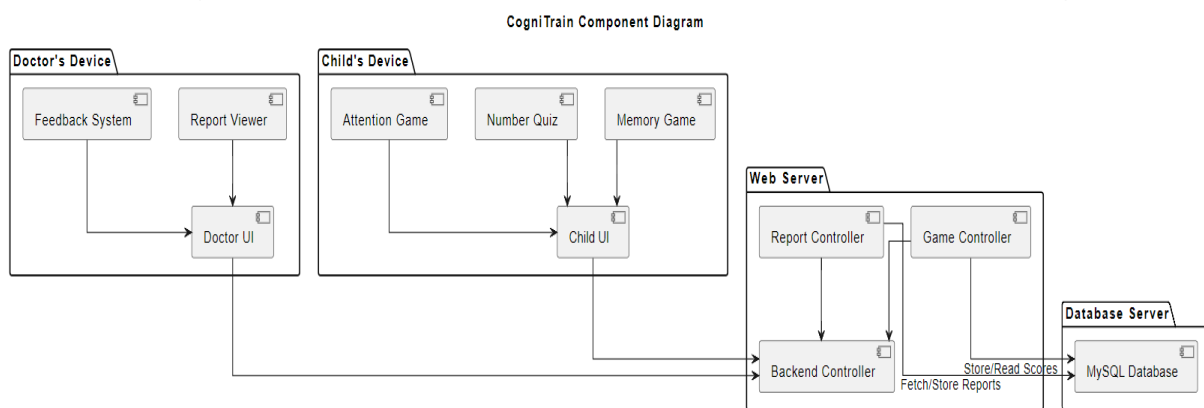 CogniTrain Component Diagram
Doctor's Device
Feedback System
Report Viewer
Doctor UI
Child's Device
Attention Game
Number Quiz
Memory Game
Child UI
Web Server
Report Controller
Game Controller
Backend Controller
Store/Read Scores
Fetch/Store Reports
Database Server
MySQL Database